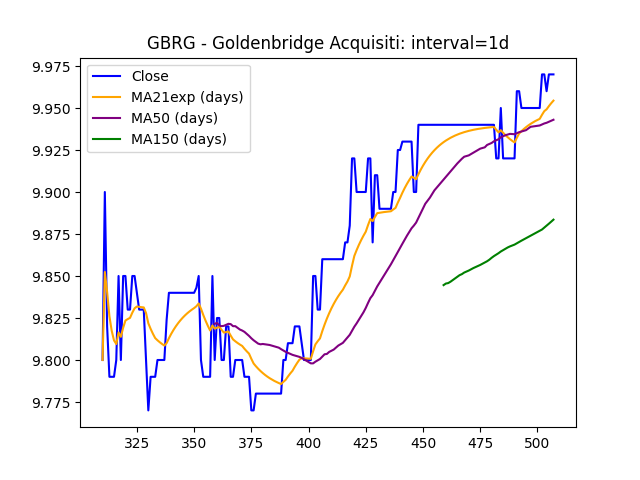 GBRG - Goldenbridge Acquisiti: interval=1d
Close
MA21exp (days)
MA50 (days)
MA150 (days)
9.975
9.950
9.925
9.900
9.875
9.850
9.825
9.800
9.775
325 350 375 400 425 450 475 500